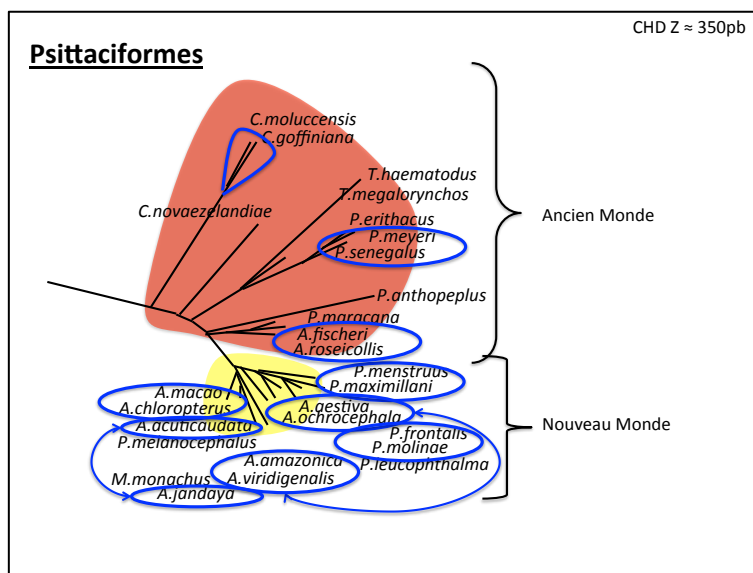 CHD Z ≈ 350pb
Psittaciformes
C.moluccensis
C.goffiniana
T.haematodus
T.megalorynchos
C.novaezelandiae
P.erithacus
P.meyeri
P.senegalus
Ancien Monde
P.anthopeplus
P.maracana
A.fischeri
A.roseicollis
P.menstruus
P.maximillani
A.macao
A.chloropterus
A.aestiva
A.ochrocephala
A.acuticaudata
P.melanocephalus
Nouveau Monde
P.frontalis
P.molinae
P.leucophthalma
A.amazonica
A.viridigenalis
M.monachus
A.jandaya